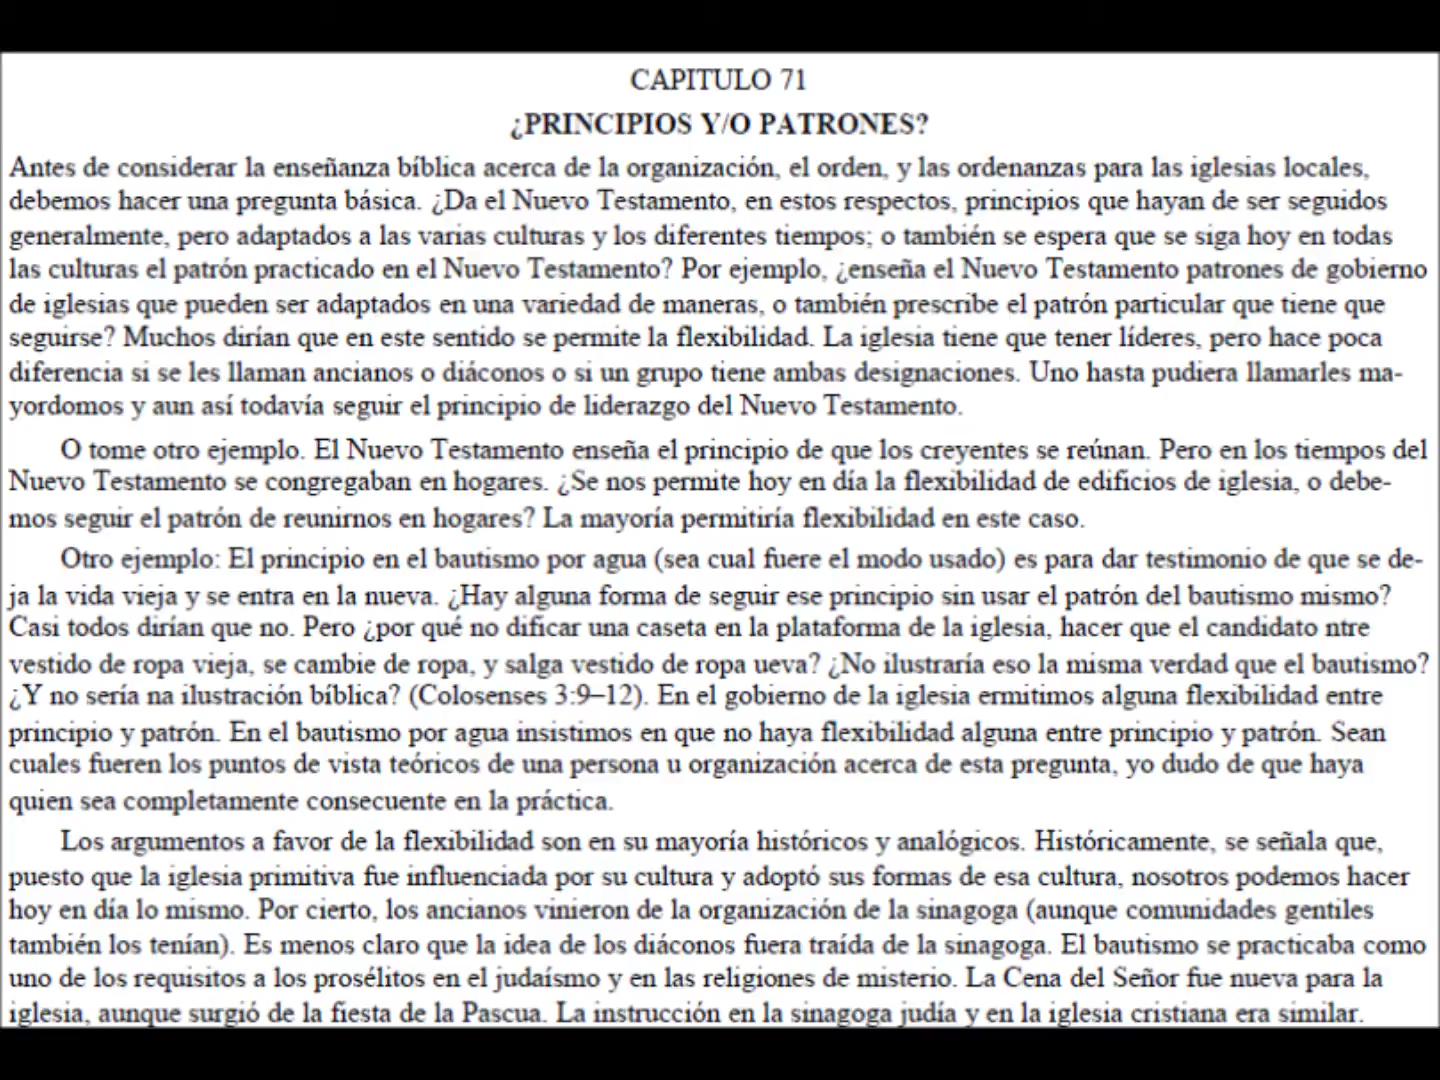 CAPITULO 71
¿PRINCIPIOS Y/O PATRONES?
Antes de considerar la enseñanza bíblica acerca de la organización, el orden, y las ordenanzas para las iglesias locales,
debemos hacer una pregunta básica. ¿Da el Nuevo Testamento, en estos respectos, principios que hayan de ser seguidos
generalmente, pero adaptados a las varias culturas y los diferentes tiempos; o también se espera que se siga hoy en todas
las culturas el patrón practicado en el Nuevo Testamento? Por ejemplo, ¿enseña el Nuevo Testamento patrones de gobierno
de iglesias que pueden ser adaptados en una variedad de maneras, o también prescribe el patrón particular que tiene que
seguirse? Muchos dirían que en este sentido se permite la flexibilidad. La iglesia tiene que tener líderes, pero hace poca
diferencia si se les llaman ancianos o diáconos o si un grupo tiene ambas designaciones. Uno hasta pudiera llamarles ma-
yordomos y aun así todavía seguir el principio de liderazgo del Nuevo Testamento.
O tome otro ejemplo. El Nuevo Testamento enseña el principio de que los creyentes se reúnan. Pero en los tiempos del
Nuevo Testamento se congregaban en hogares. ¿Se nos permite hoy en día la flexibilidad de edificios de iglesia, o debe-
mos seguir el patrón de reunirnos en hogares? La mayoría permitiría flexibilidad en este caso.
Otro ejemplo: El principio en el bautismo por agua (sea cual fuere el modo usado) es para dar testimonio de que se de-
ja la vida vieja y se entra en la nueva. ¿Hay alguna forma de seguir ese principio sin usar el patrón del bautismo mismo?
Casi todos dirían que no. Pero ¿por qué no dificar una caseta en la plataforma de la iglesia, hacer que el candidato ntre
vestido de ropa vieja, se cambie de ropa, y salga vestido de ropa ueva? ¿No ilustraría eso la misma verdad que el bautismo?
¿Y no sería na ilustración bíblica? (Colosenses 3:9–12). En el gobierno de la iglesia ermitimos alguna flexibilidad entre
principio y patrón. En el bautismo por agua insistimos en que no haya flexibilidad alguna entre principio y patrón. Sean
cuales fueren los puntos de vista teóricos de una persona u organización acerca de esta pregunta, yo dudo de que haya
quien sea completamente consecuente en la práctica.
Los argumentos a favor de la flexibilidad son en su mayoría históricos y analógicos. Históricamente, se señala que,
puesto que la iglesia primitiva fue influenciada por su cultura y adoptó sus formas de esa cultura, nosotros podemos hacer
hoy en día lo mismo. Por cierto, los ancianos vinieron de la organización de la sinagoga (aunque comunidades gentiles
también los tenían). Es menos claro que la idea de los diáconos fuera traída de la sinagoga. El bautismo se practicaba como
uno de los requisitos a los prosélitos en el judaísmo y en las religiones de misterio. La Cena del Señor fue nueva para la
iglesia, aunque surgió de la fiesta de la Pascua. La instrucción en la sinagoga judía y en la iglesia cristiana era similar.